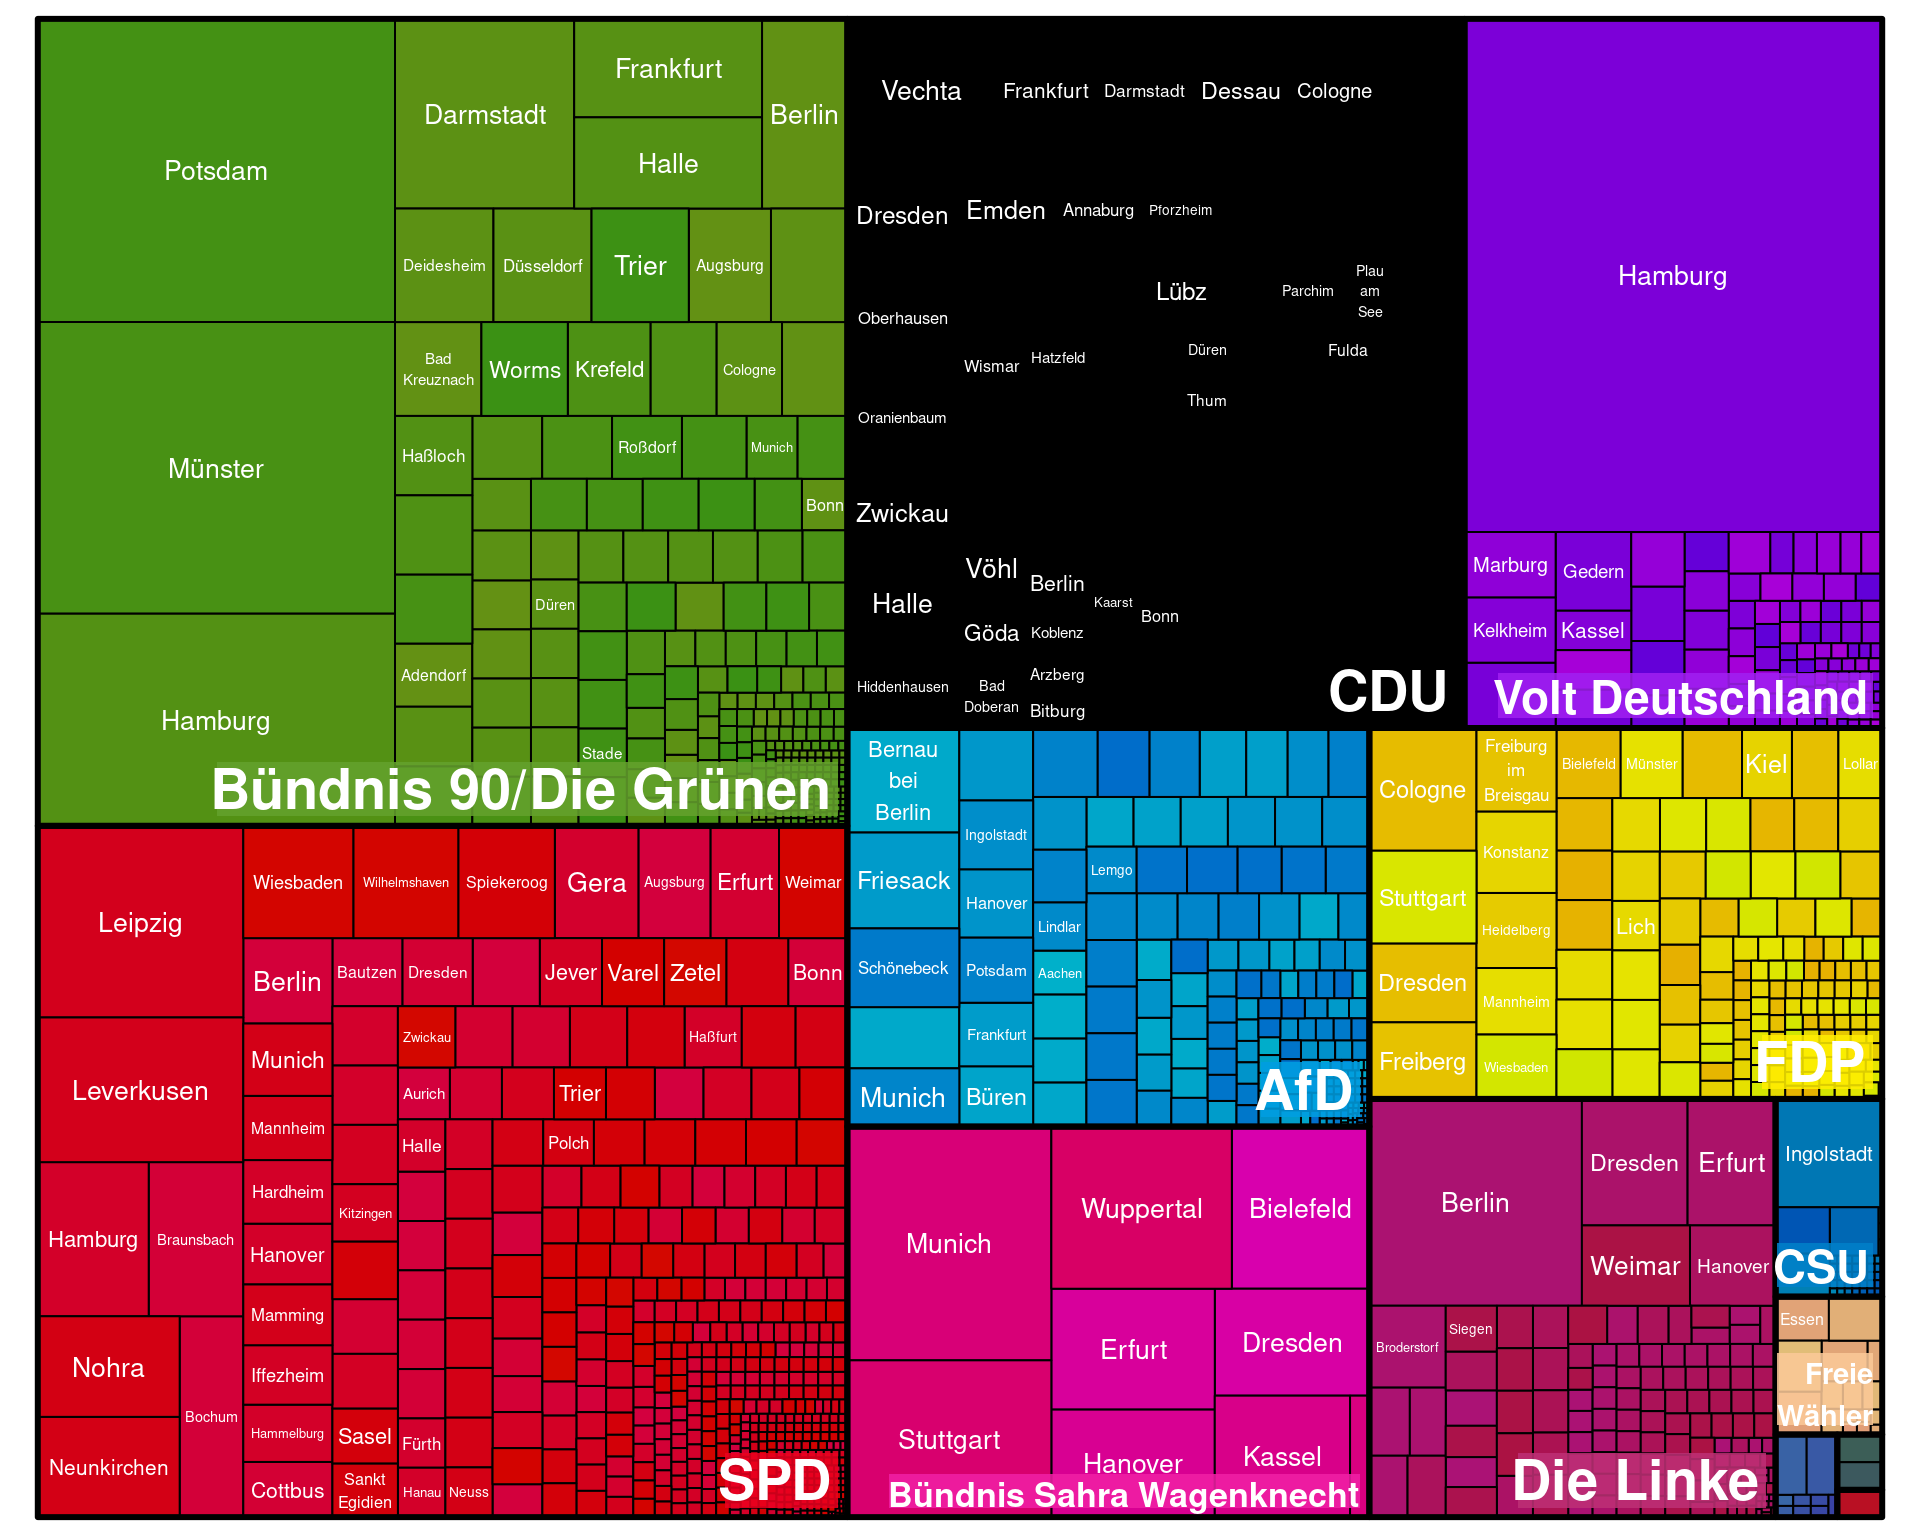 Potsdam
Darmstadt
Frankfurt
Berlin
Halle
Deidesheim
Düsseldorf
Trier
Augsburg
Münster
Bad
Kreuznach
Worms
Krefeld
Cologne
Haßloch
Roßdorf
Munich
Bonn
Düren
Adendorf
Hamburg
Stade
Bündnis 90/Die Grünen
Vechta
Frankfurt
Darmstadt
Dessau
Cologne
Dresden
Emden
Annaburg
Pforzheim
Lübz
Parchim
Plau
am
See
Oberhausen
Wismar
Hatzfeld
Düren
Fulda
Thum
Oranienbaum
Zwickau
Völhl
Berlin
Halle
Kaarst
Bonn
Göda
Koblenz
Arzberg
Hiddenhausen
Bad
Doberan
Bitburg
CDU
Hamburg
Marburg
Gedern
Kelkheim
Kassel
Volt Deutschland
Leipzig
Wiesbaden
Wilhelmshaven
Spiekeroog
Gera
Augsburg
Erfurt
Weimar
Berlin
Bautzen
Dresden
Jever
Varel
Zetel
Bonn
Leverkusen
Munich
Zwickau
Haßfurt
Aurich
Trier
Mannheim
Halle
Polch
Hardheim
Kitzingen
Hamburg
Braunsbach
Hanover
Mamming
Nohra
Iffezheim
Bochum
Hammelburg
Sasel
Fürth
Neunkirchen
Cottbus
Sankt
Egidien
Hanau
Neuss
SPD
Bernau
bei
Berlin
Ingolstadt
Friesack
Lemgo
Hanover
Lindlar
Schönebeck
Potsdam
Aachen
Frankfurt
Munich
Büren
AfD
Cologne
Freiburg
im
Breisgau
Bielefeld
Münster
Kiel
Lollar
Konstanz
Stuttgart
Heidelberg
Lich
Dresden
Mannheim
Freiberg
Wiesbaden
FDP
Munich
Wuppertal
Bielefeld
Erfurt
Dresden
Stuttgart
Hanover
Kassel
Bündnis Sahra Wagenknecht
Berlin
Dresden
Erfurt
Weimar
Hanover
Broderstorf
Siegen
Die Linke
Ingolstadt
CSU
Essen
Freie
Wähler